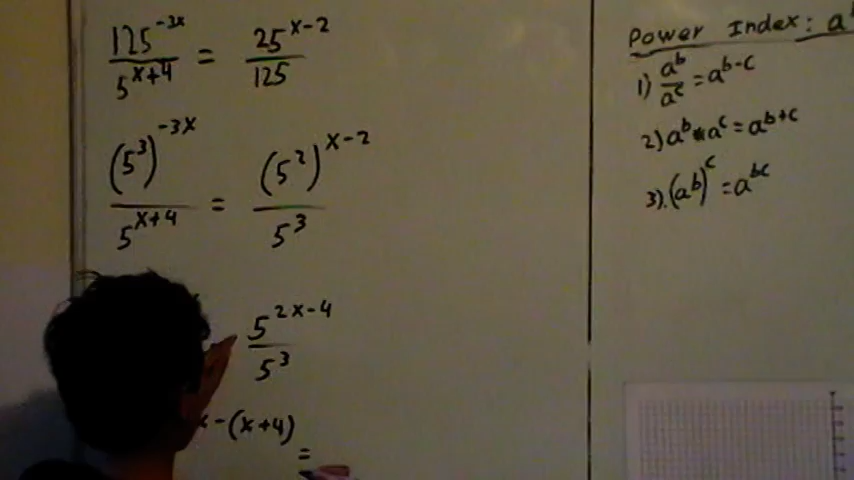 125^{-3x} / 5^{x+4} = 25^{x-2} / 125
(5^3)^{-3x} / 5^{x+4} = (5^2)^{x-2} / 5^3
5^{2x-4} / 5^3
x-(x+4) =
Power Index: a^b
1) a^b / a^c = a^{b-c}
2) a^b * a^c = a^{b+c}
3). (a^b)^c = a^{bc}